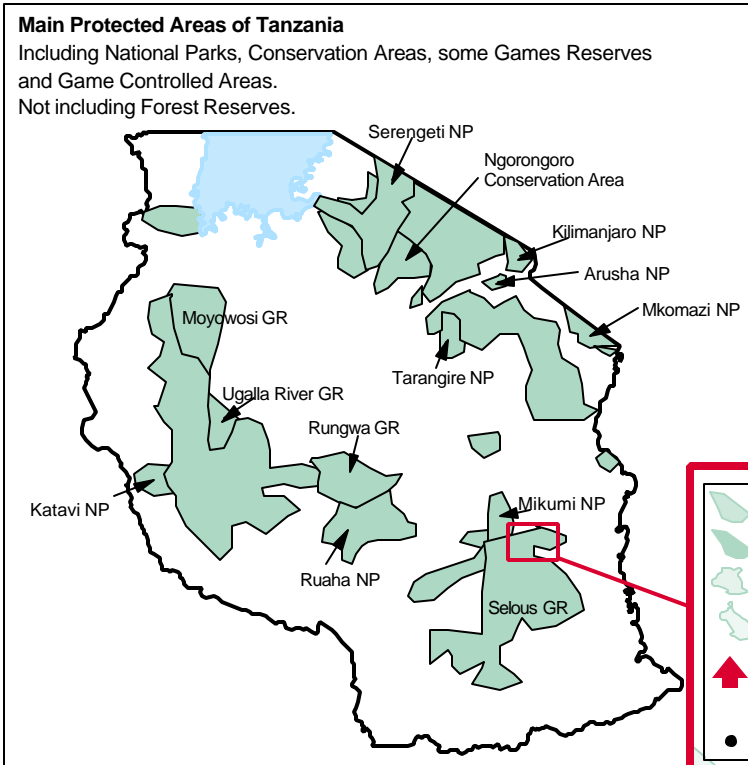 Main Protected Areas of Tanzania
Including National Parks, Conservation Areas, some Games Reserves
and Game Controlled Areas.
Not including Forest Reserves.
Serengeti NP
Ngorongoro
Conservation Area
Kilimanjaro NP
Arusha NP
Mkomazi NP
Moyowosi GR
Tarangire NP
Ugalla River GR
Rungwa GR
Katavi NP
Mikumi NP
Ruaha NP
Selous GR